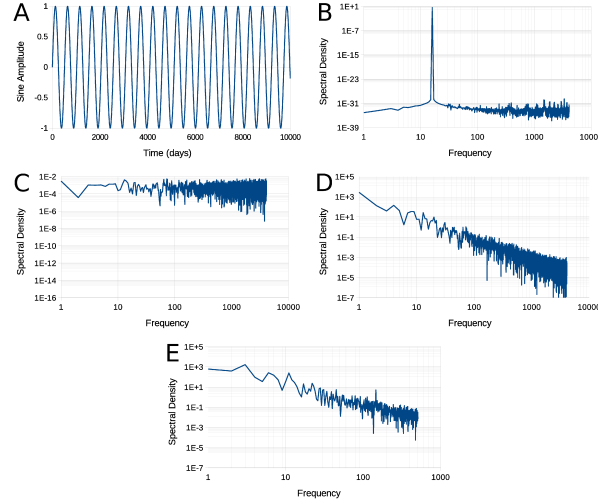 A
1
0.5
0
-0.5
-1
Sine Amplitude
0 2000 4000 6000 8000 10000
Time (days)
B
1E+1
1E-7
1E-15
1E-23
1E-31
1E-39
Spectral Density
1 10 100 1000 10000
Frequency
C
1E-2
1E-4
1E-6
1E-8
1E-10
1E-12
1E-14
1E-16
Spectral Density
1 10 100 1000 10000
Frequency
D
1E+5
1E+3
1E+1
1E-1
1E-3
1E-5
1E-7
Spectral Density
1 10 100 1000 10000
Frequency
E
1E+5
1E+3
1E+1
1E-1
1E-3
1E-5
1E-7
Spectral Density
1 10 100 1000
Frequency